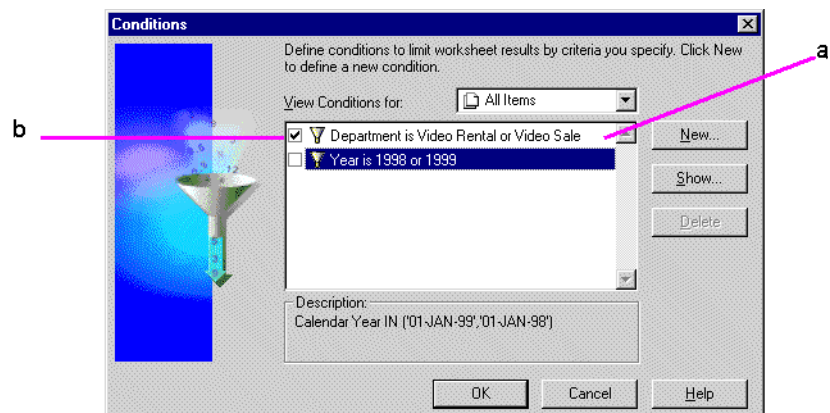 Conditions
Define conditions to limit worksheet results by criteria you specify. Click New
to define a new condition.
a
View Conditions for:
All Items
b
Department is Video Rental or Video Sale
New...
Year is 1998 or 1999
Show...
Delete
Description:
Calendar Year IN ('01-JAN-99','01-JAN-98')
OK
Cancel
Help